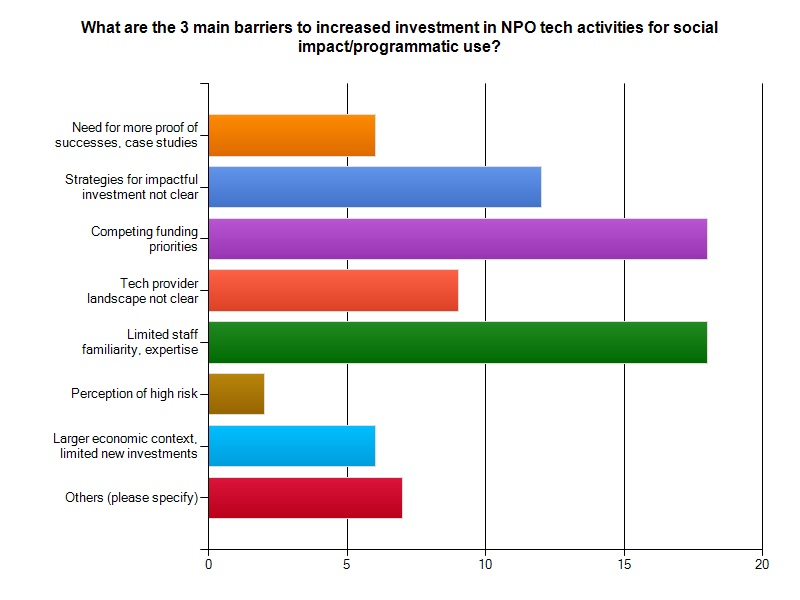 What are the 3 main barriers to increased investment in NPO tech activities for social
impact/programmatic use?
Need for more proof of
successes, case studies
Strategies for impactful
investment not clear
Competing funding
priorities
Tech provider
landscape not clear
Limited staff
familiarity, expertise
Perception of high risk
Larger economic context,
limited new investments
Others (please specify)
0 5 10 15 20